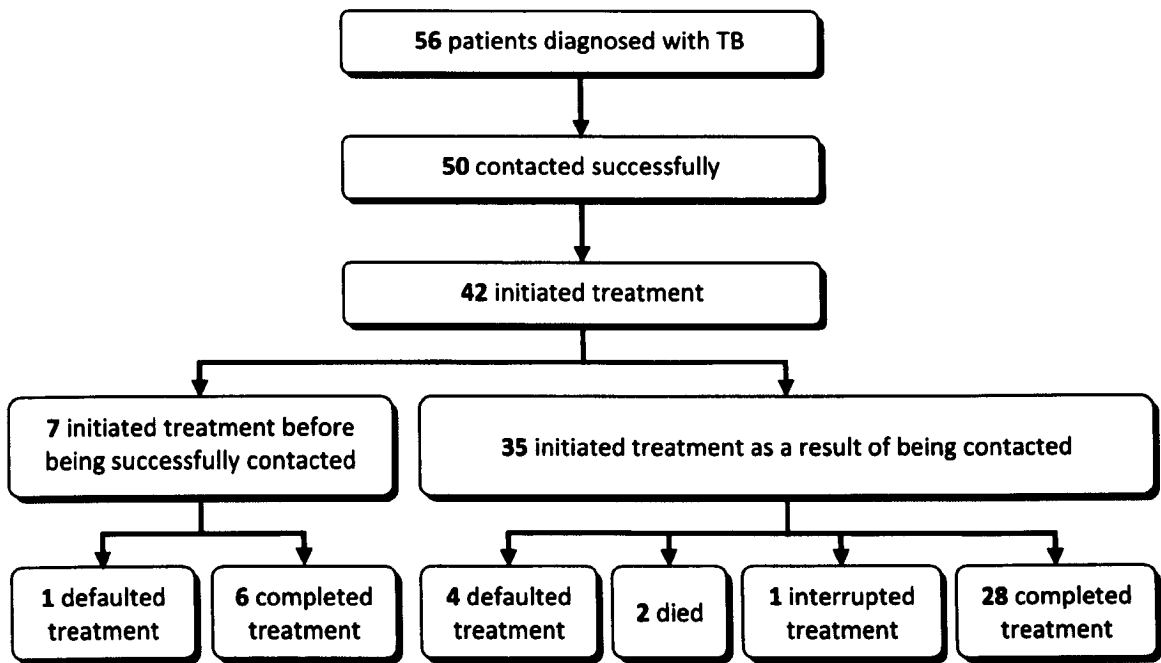 56 patients diagnosed with TB
50 contacted successfully
42 initiated treatment
7 initiated treatment before
being successfully contacted
35 initiated treatment as a result of being contacted
1 defaulted
treatment
6 completed
treatment
4 defaulted
treatment
2 died
1 interrupted
treatment
28 completed
treatment